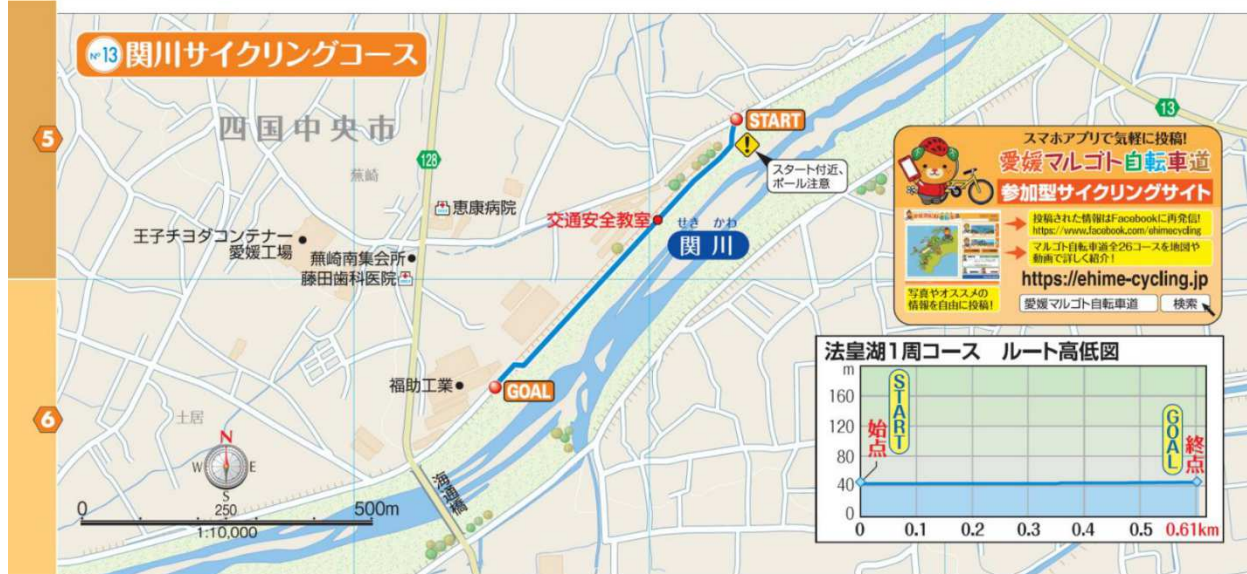 №13 関川サイクリングコース
5
四国中央市
128
蕪崎
恵康病院
王子チヨダコンテナー
愛媛工場
蕪崎南集会所
藤田歯科医院
交通安全教室
START
!
スタート付近、
ポール注意
せき かわ
関川
13
スマホアプリで気軽に投稿!
愛媛マルゴト自転車道
参加型サイクリングサイト
投稿された情報はFacebookに再発信!
https://www.facebook.com/ehimecycling
マルゴト自転車道全26コースを地図や
動画で詳しく紹介!
写真やオススメの
情報を自由に投稿!
https://ehime-cycling.jp
愛媛マルゴト自転車道 検索
6
福助工業
GOAL
土居
N
W E
S
0 250 500m
1:10,000
法皇湖1周コース ルート高低図
m
160
120
80
40
0
始点
START
GOAL
終点
0 0.1 0.2 0.3 0.4 0.5 0.61km